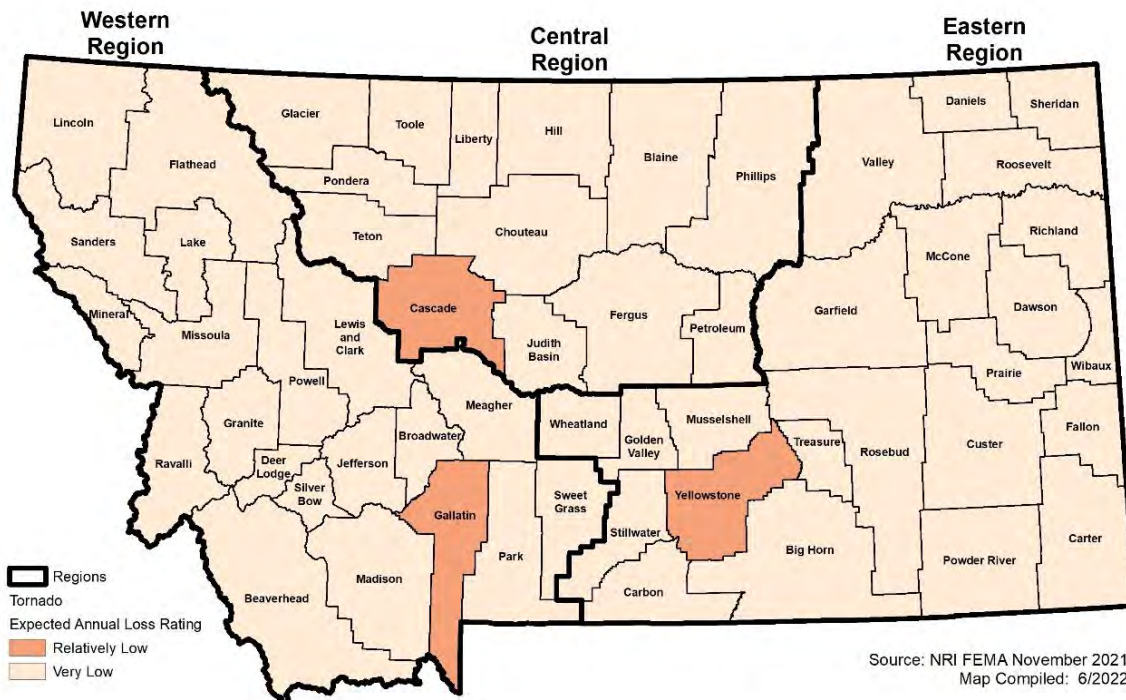 Western
Region
Central
Region
Eastern
Region
Lincoln
Flathead
Glacier
Toole
Liberty
Hill
Blaine
Phillips
Valley
Daniels
Sheridan
Roosevelt
Pondera
Teton
Chouteau
Richland
McCone
Sanders
Lake
Cascade
Fergus
Petroleum
Garfield
Dawson
Mineral
Missoula
Lewis
and
Clark
Judith
Basin
Wibaux
Prairie
Powell
Meagher
Wheatland
Golden
Valley
Musselshell
Treasure
Rosebud
Custer
Fallon
Granite
Broadwater
Ravalli
Deer
Lodge
Jefferson
Silver
Bow
Gallatin
Sweet
Grass
Yellowstone
Stillwater
Park
Big Horn
Powder River
Carter
Beaverhead
Madison
Carbon
Regions
Tornado
Expected Annual Loss Rating
Relatively Low
Very Low
Source: NRI FEMA November 2021
Map Compiled: 6/2022